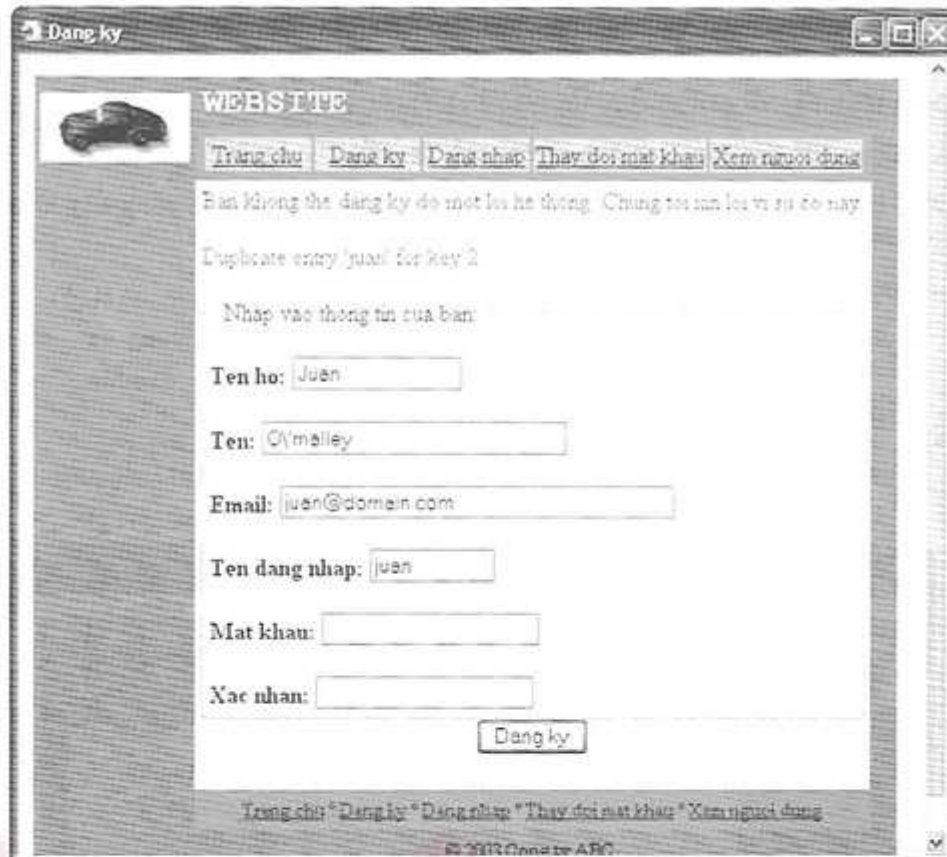 Dang ky
WEBSITE
Trang chu Dang ky Dang nhap Thay doi mat khau Xem nguoi dung
Ban khong the dang ky do mot loi he thong. Chung toi xin loi vi su co nay
Duplicate entry 'juan' for key 2
Nhap vao thong tin cua ban:
Ten ho: Juan
Ten: O\'malley
Email: juan@domain.com
Ten dang nhap: juan
Mat khau:
Xac nhan:
Dang ky
Trang chu * Dang ky * Dang nhap * Thay doi mat khau * Xem nguoi dung
© 2003 Cong ty ABC